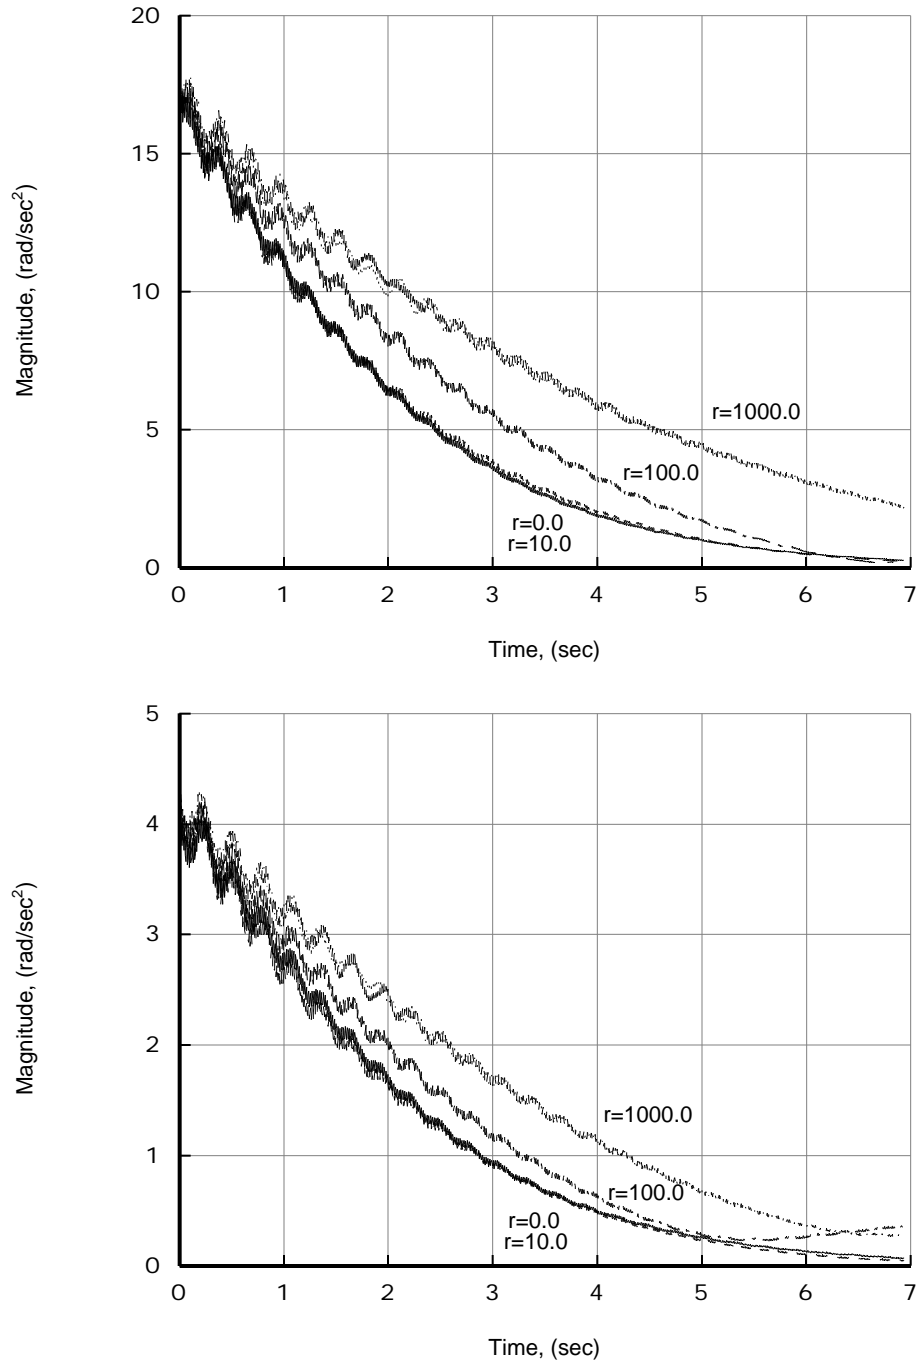 20
15
10
5
0
Magnitude, (rad/sec²)
r=1000.0
r=100.0
r=0.0
r=10.0
0 1 2 3 4 5 6 7
Time, (sec)
5
4
3
2
1
0
Magnitude, (rad/sec²)
r=1000.0
r=100.0
r=0.0
r=10.0
0 1 2 3 4 5 6 7
Time, (sec)